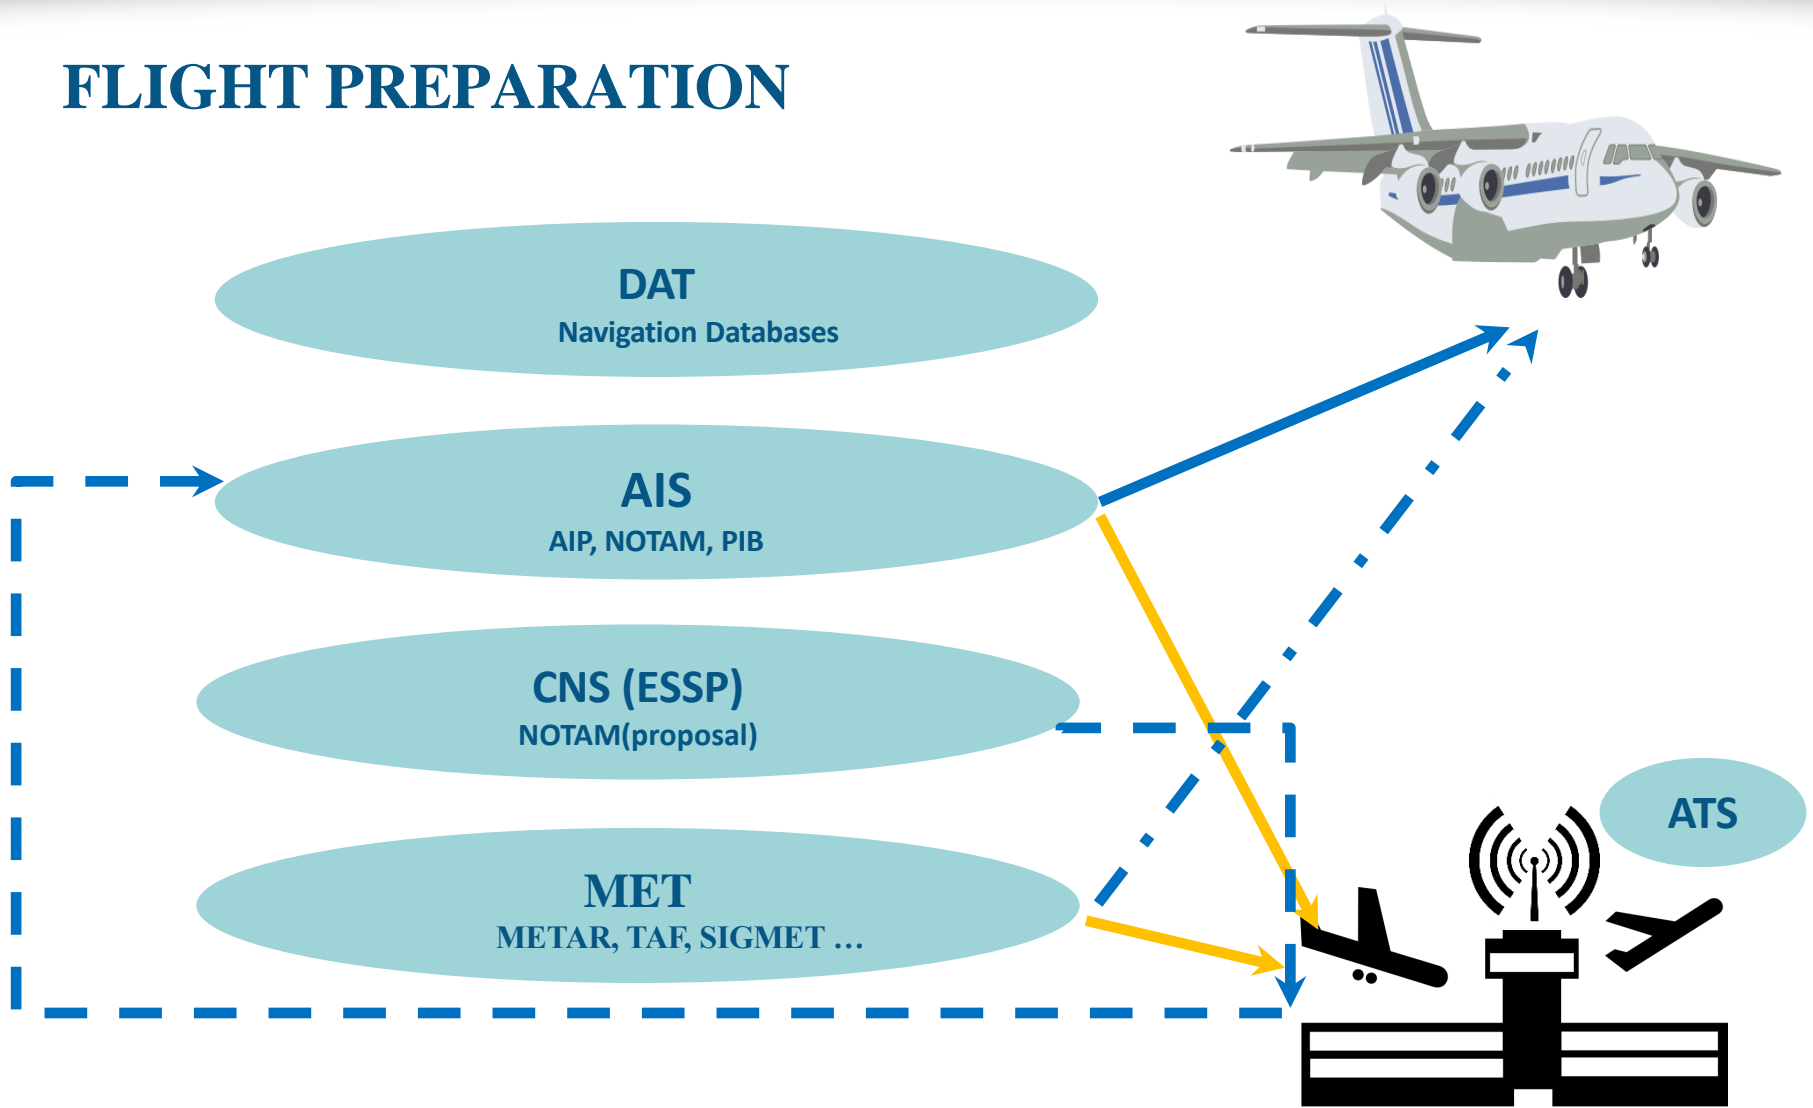 FLIGHT PREPARATION
DAT
Navigation Databases
AIS
AIP, NOTAM, PIB
CNS (ESSP)
NOTAM(proposal)
ATS
MET
METAR, TAF, SIGMET …